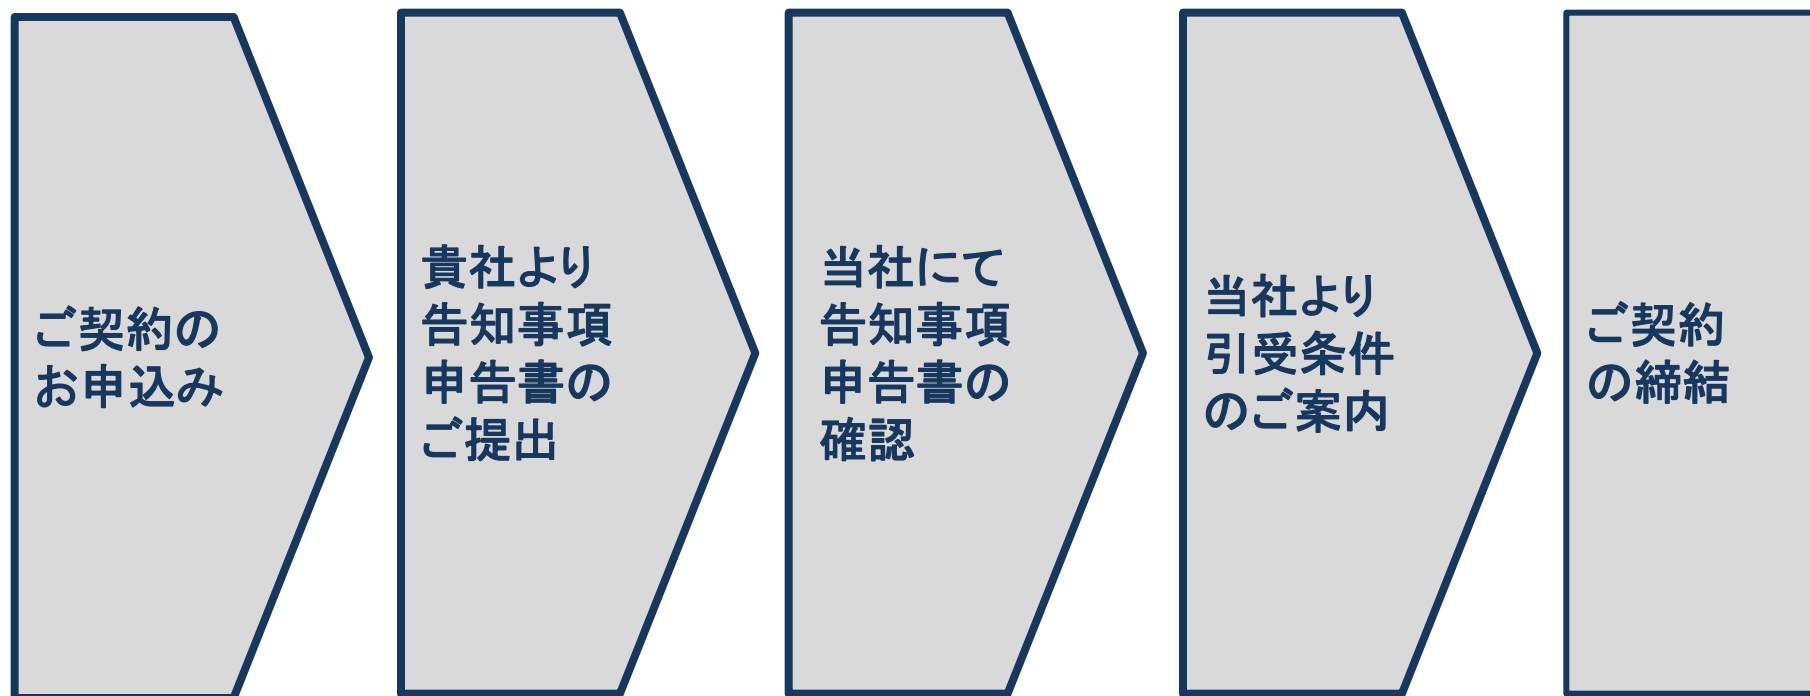 ご契約の
お申込み
貴社より
告知事項
申告書の
ご提出
当社にて
告知事項
申告書の
確認
当社より
引受条件
のご案内
ご契約
の締結